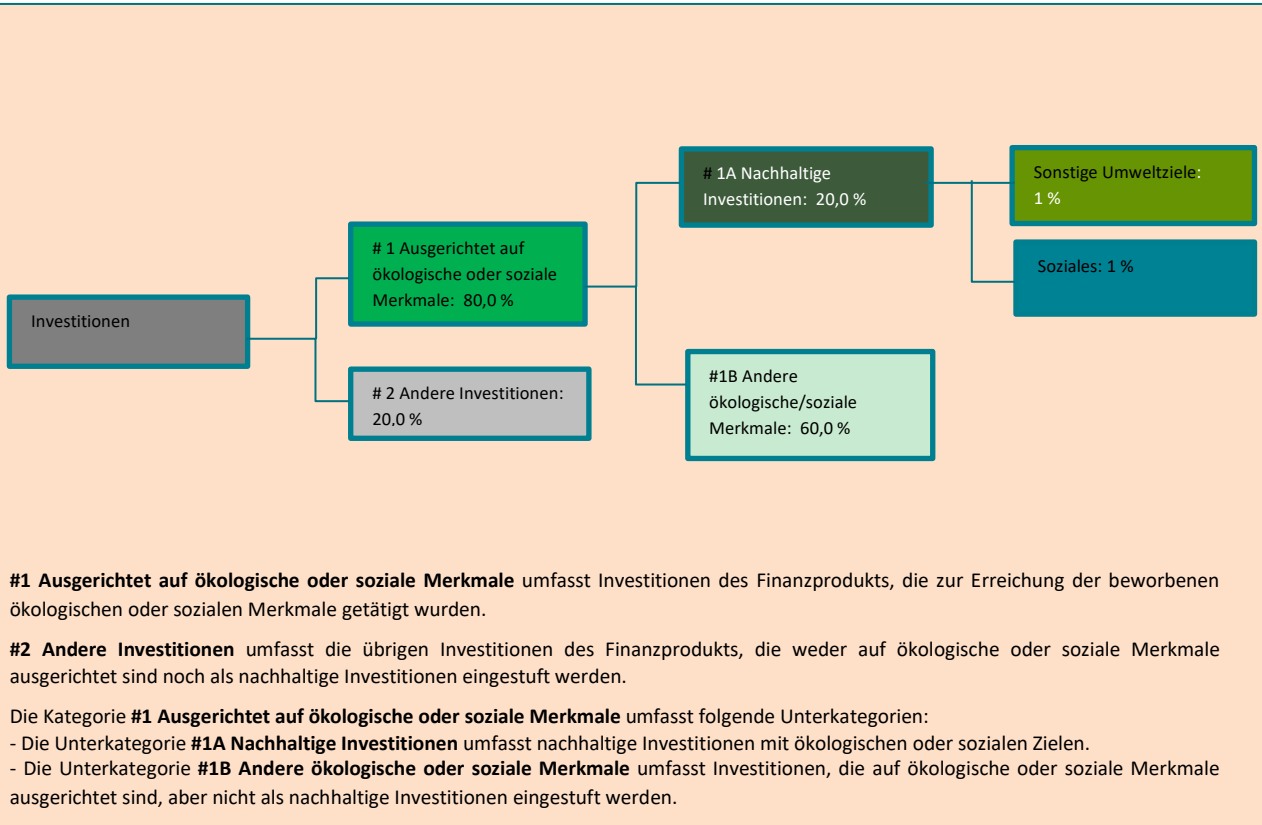 # 1A Nachhaltige
Investitionen: 20,0 %
Sonstige Umweltziele:
1 %
# 1 Ausgerichtet auf
ökologische oder soziale
Merkmale: 80,0 %
Soziales: 1 %
Investitionen
# 2 Andere Investitionen:
20,0 %
#1B Andere
ökologische/soziale
Merkmale: 60,0 %
#1 Ausgerichtet auf ökologische oder soziale Merkmale umfasst Investitionen des Finanzprodukts, die zur Erreichung der beworbenen
ökologischen oder sozialen Merkmale getätigt wurden.
#2 Andere Investitionen umfasst die übrigen Investitionen des Finanzprodukts, die weder auf ökologische oder soziale Merkmale
ausgerichtet sind noch als nachhaltige Investitionen eingestuft werden.
Die Kategorie #1 Ausgerichtet auf ökologische oder soziale Merkmale umfasst folgende Unterkategorien:
- Die Unterkategorie #1A Nachhaltige Investitionen umfasst nachhaltige Investitionen mit ökologischen oder sozialen Zielen.
- Die Unterkategorie #1B Andere ökologische oder soziale Merkmale umfasst Investitionen, die auf ökologische oder soziale Merkmale
ausgerichtet sind, aber nicht als nachhaltige Investitionen eingestuft werden.